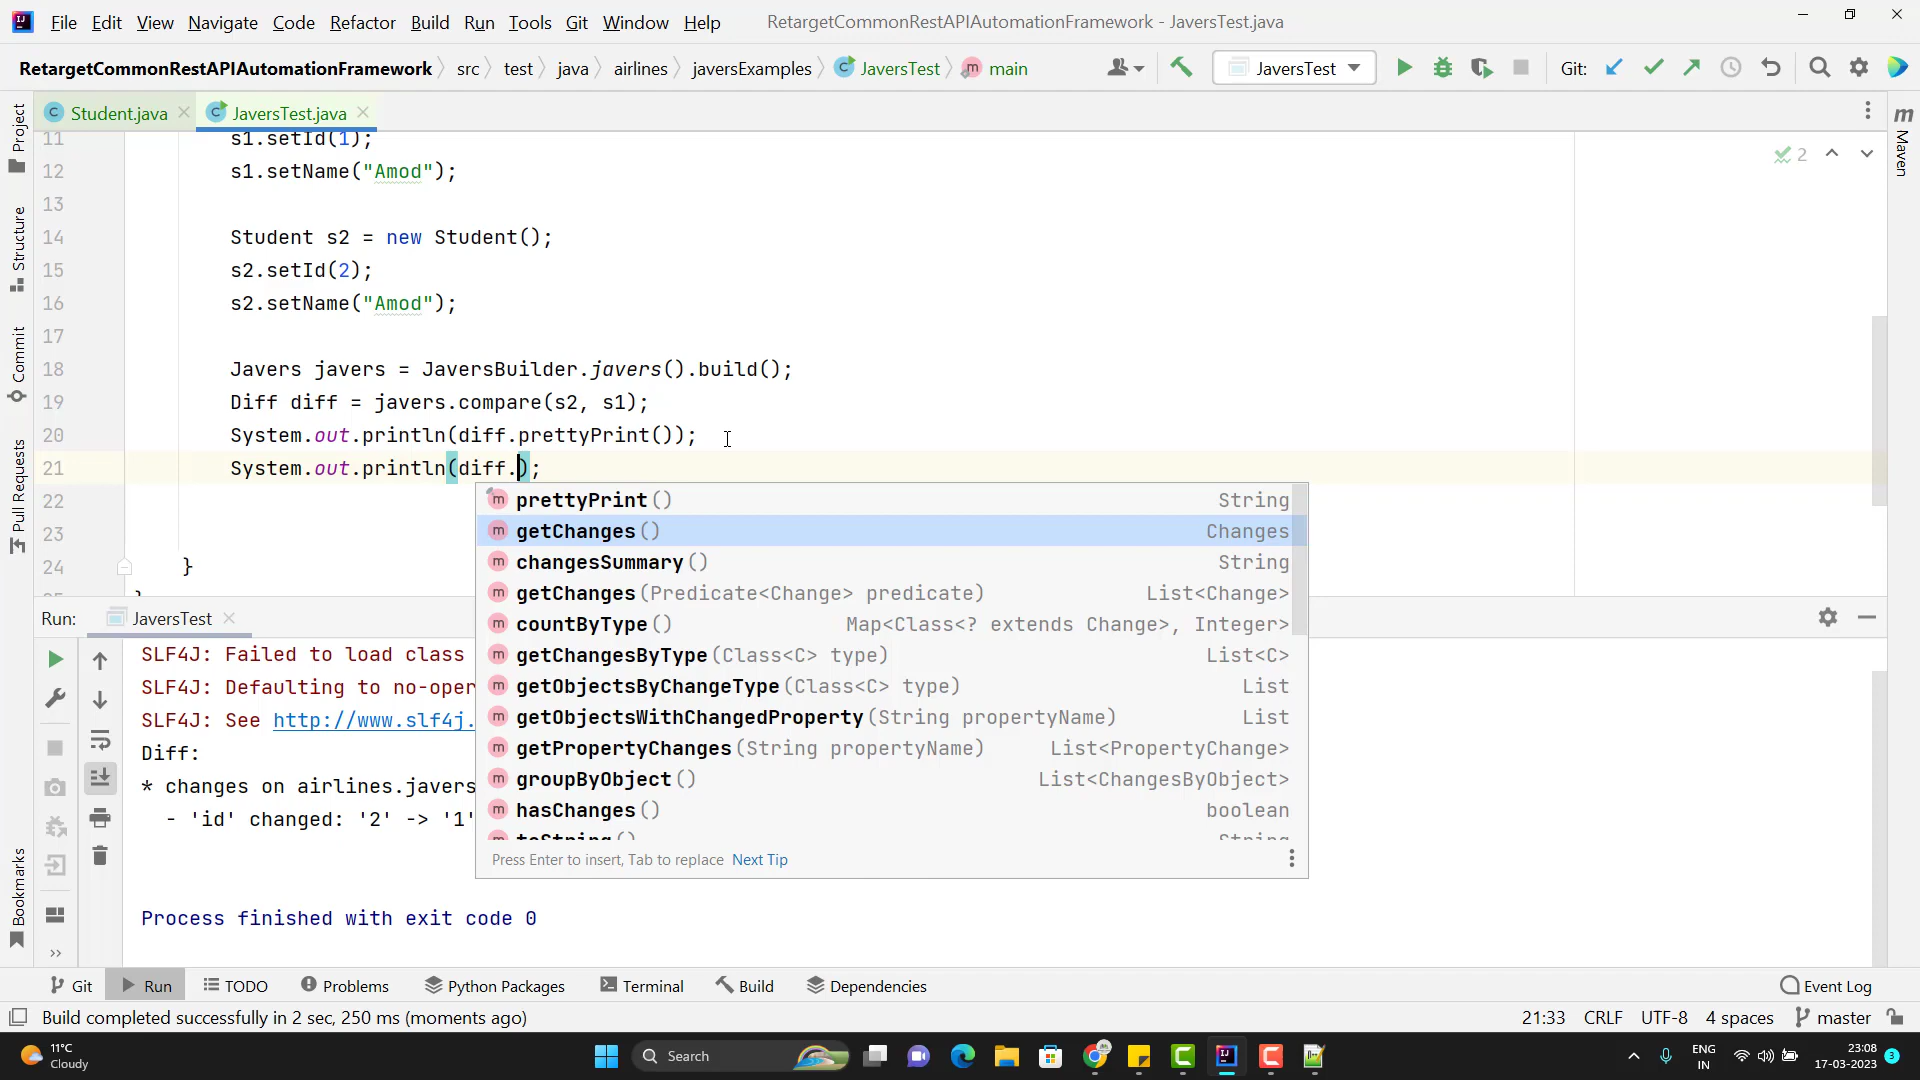 File Edit View Navigate Code Refactor Build Run Tools Git Window Help RetargetCommonRestAPIAutomationFramework - JaversTest.java
RetargetCommonRestAPIAutomationFramework src test java airlines javersExamples JaversTest main JaversTest Git:
Student.java JaversTest.java
Project
Structure
Commit
Pull Requests
Bookmarks
Maven
2
11 s1.setId(1);
12 s1.setName("Amod");
13
14 Student s2 = new Student();
15 s2.setId(2);
16 s2.setName("Amod");
17
18 Javers javers = JaversBuilder.javers().build();
19 Diff diff = javers.compare(s2, s1);
20 System.out.println(diff.prettyPrint());
21 System.out.println(diff.);
22
23
24 }
prettyPrint() String
getChanges() Changes
changesSummary() String
getChanges(Predicate<Change> predicate) List<Change>
countByType() Map<Class<? extends Change>, Integer>
getChangesByType(Class<C> type) List<C>
getObjectsByChangeType(Class<C> type) List
getObjectsWithChangedProperty(String propertyName) List
getPropertyChanges(String propertyName) List<PropertyChange>
groupByObject() List<ChangesByObject>
hasChanges() boolean
toString() String
Press Enter to insert, Tab to replace Next Tip
Run: JaversTest
SLF4J: Failed to load class
SLF4J: Defaulting to no-oper
SLF4J: See http://www.slf4j.
Diff:
* changes on airlines.javers
- 'id' changed: '2' -> '1'
Process finished with exit code 0
Git Run TODO Problems Python Packages Terminal Build Dependencies Event Log
Build completed successfully in 2 sec, 250 ms (moments ago) 21:33 CRLF UTF-8 4 spaces master
11°C
Cloudy
Search
ENG
IN
23:08
17-03-2023
3